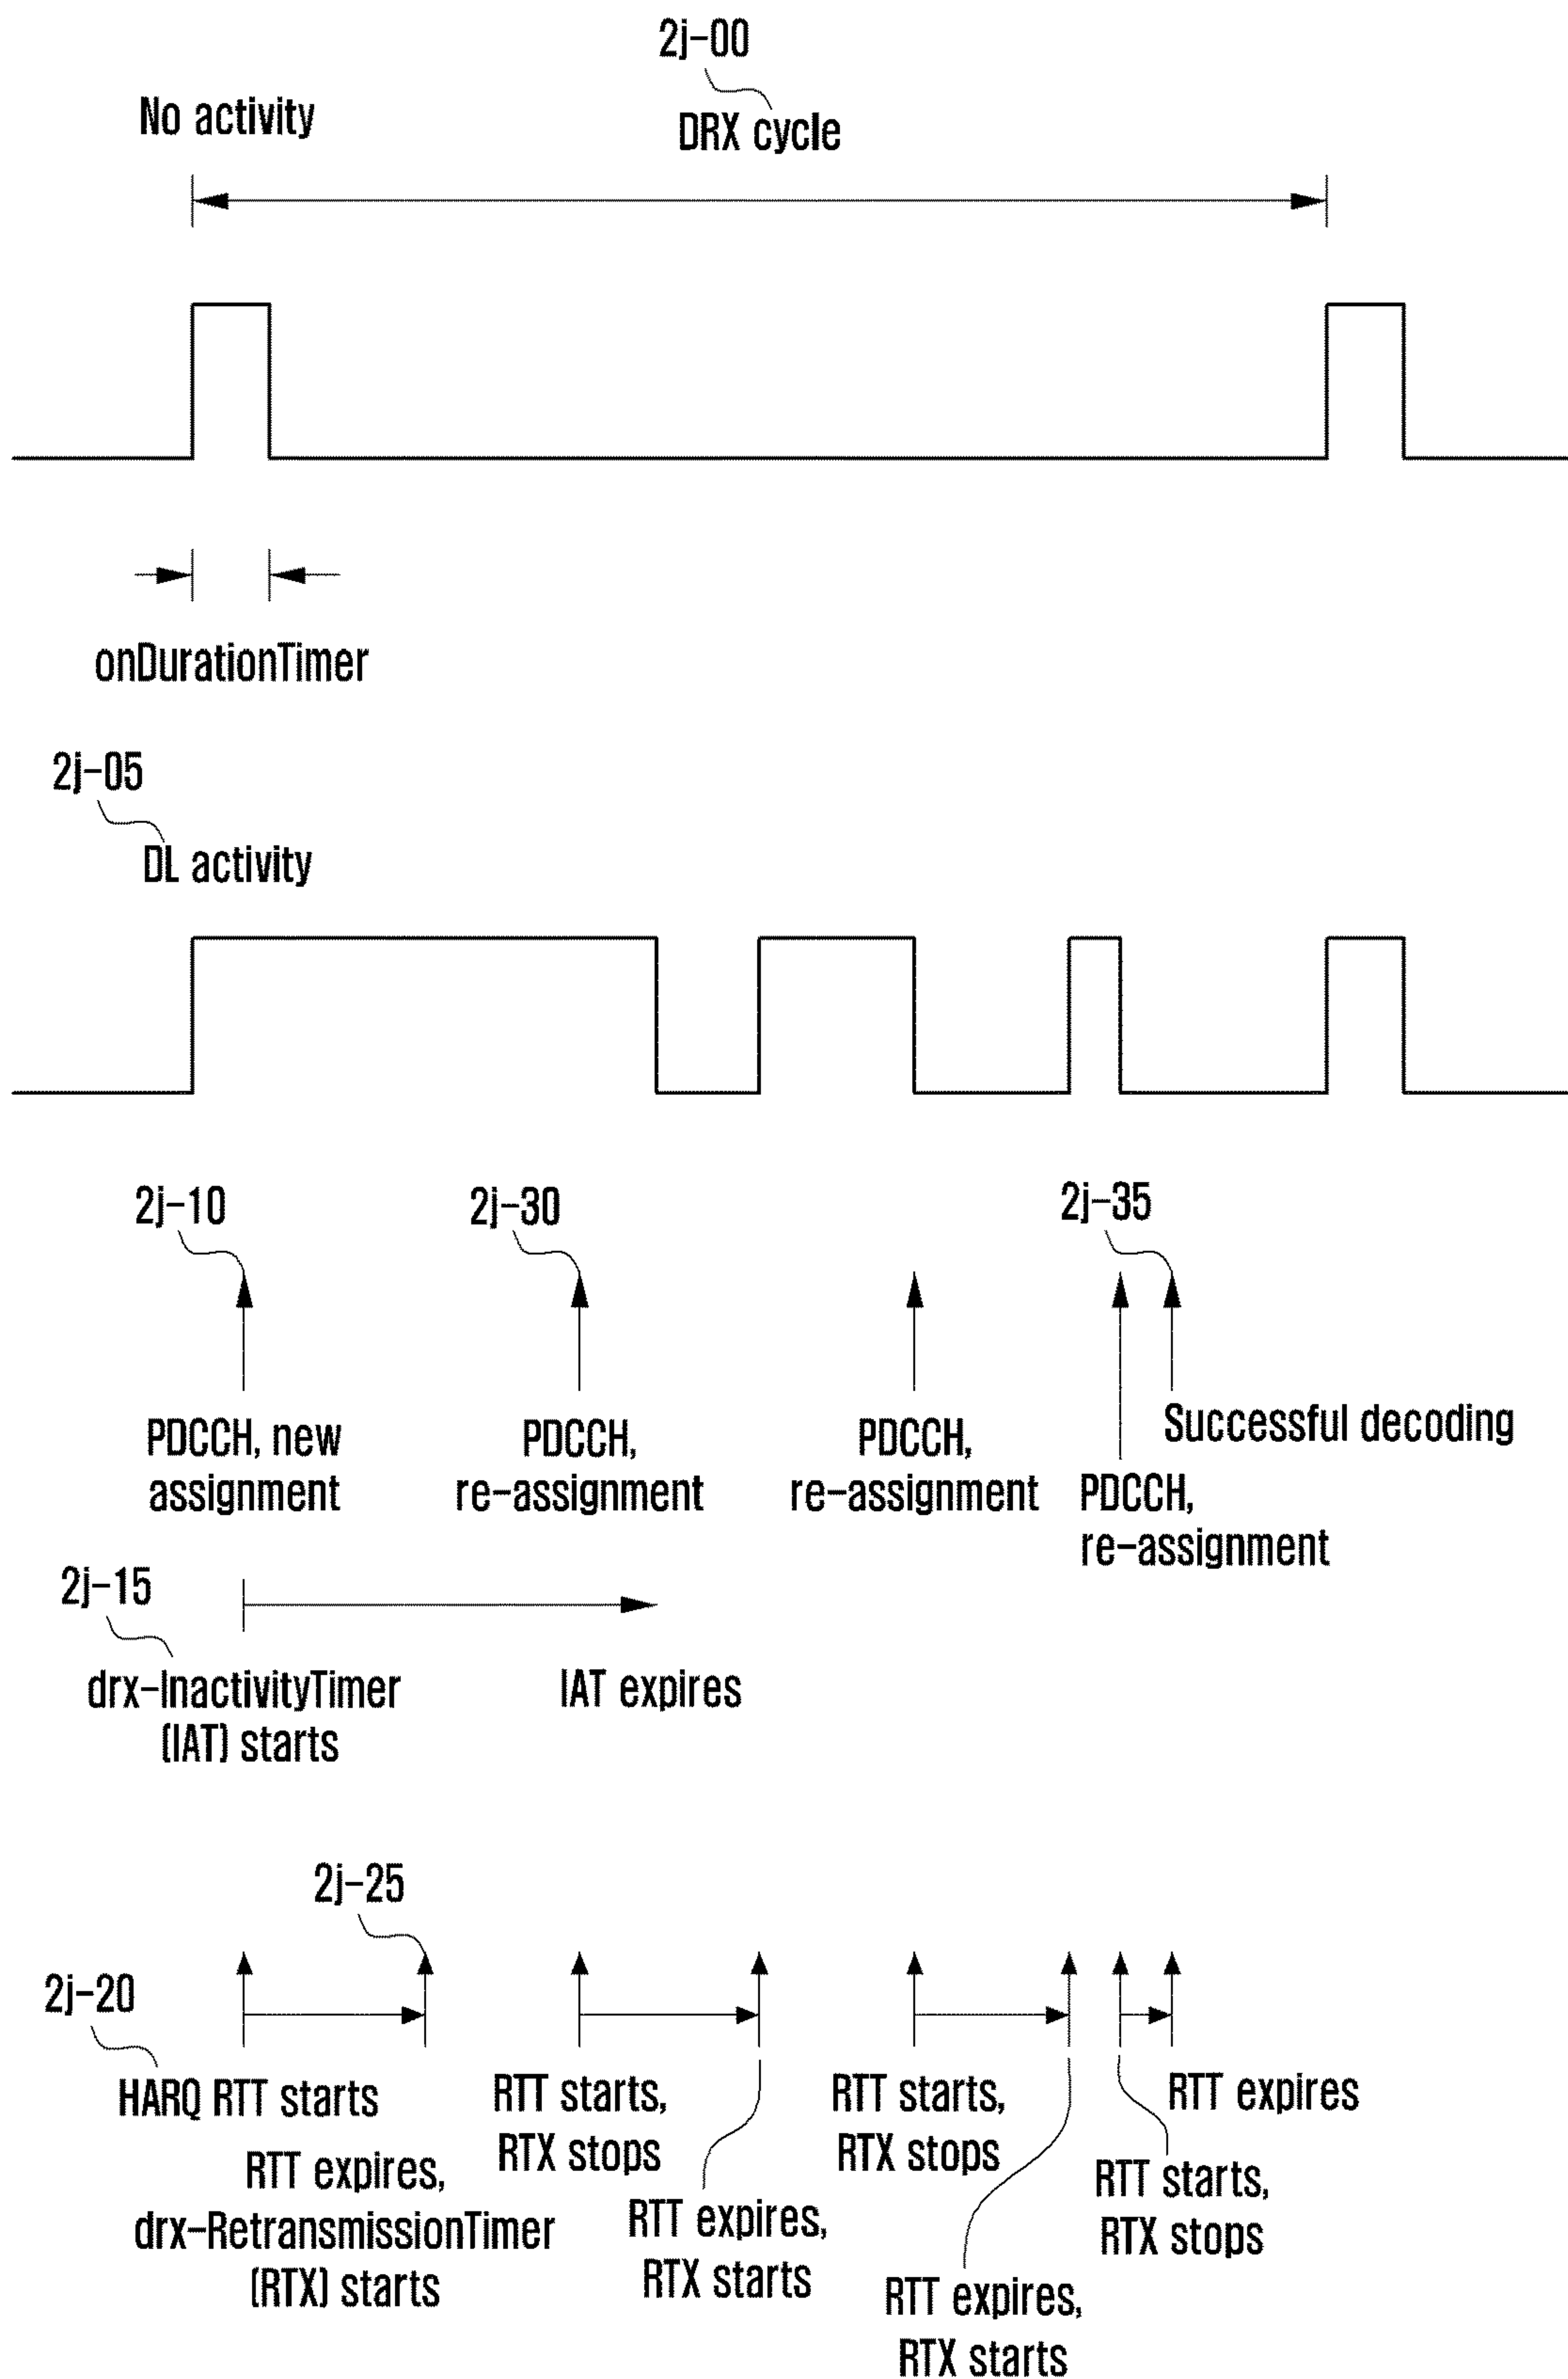 2j-00
No activity
DRX cycle
onDurationTimer
2j-05
DL activity
2j-10
2j-30
2j-35
PDCCH, new
assignment
PDCCH,
re-assignment
PDCCH,
re-assignment
Successful decoding
PDCCH,
re-assignment
2j-15
drx-InactivityTimer
(IAT) starts
IAT expires
2j-25
2j-20
HARQ RTT starts
RTT expires,
drx-RetransmissionTimer
(RTX) starts
RTT starts,
RTX stops
RTT expires,
RTX starts
RTT starts,
RTX stops
RTT expires,
RTX starts
RTT expires
RTT starts,
RTX stops